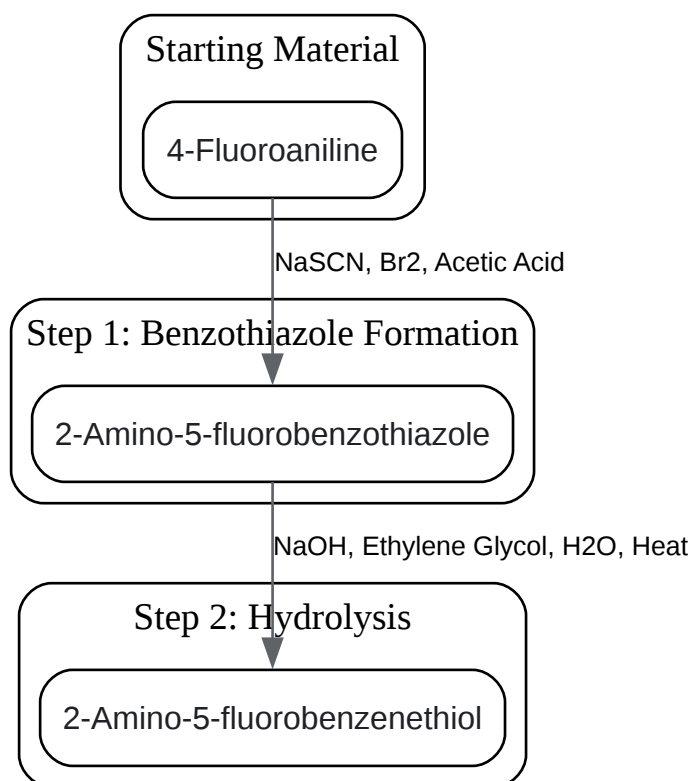 Starting Material
4-Fluoroaniline
NaSCN, Br2, Acetic Acid
Step 1: Benzothiazole Formation
2-Amino-5-fluorobenzothiazole
NaOH, Ethylene Glycol, H2O, Heat
Step 2: Hydrolysis
2-Amino-5-fluorobenzenethiol